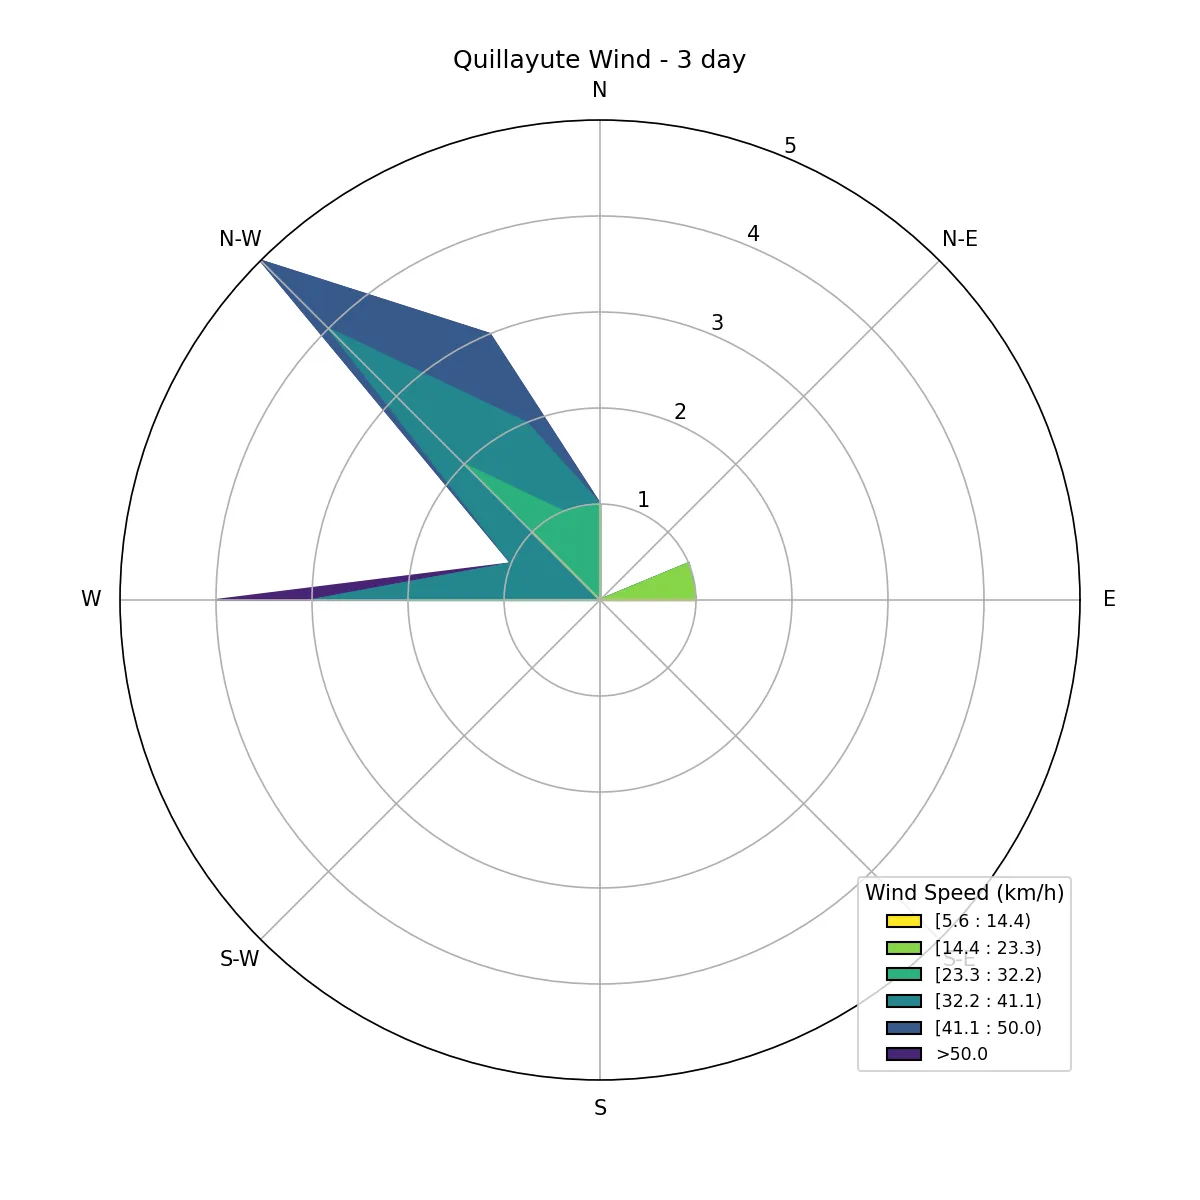 Quillayute Wind - 3 day
N
5
N-W
N-E
4
3
2
1
W
E
Wind Speed (km/h)
[5.6 : 14.4)
[14.4 : 23.3)
S-W
S-E
[23.3 : 32.2)
[32.2 : 41.1)
[41.1 : 50.0)
>50.0
S